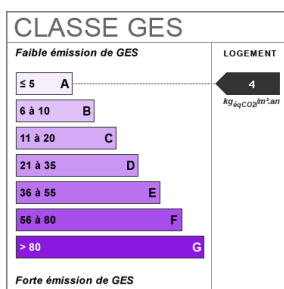 CLASSE GES
Faible émission de GES
LOGEMENT
≤ 5 A
4
kgéqCO2/m².an
6 à 10 B
11 à 20 C
21 à 35 D
36 à 55 E
56 à 80 F
> 80 G
Forte émission de GES